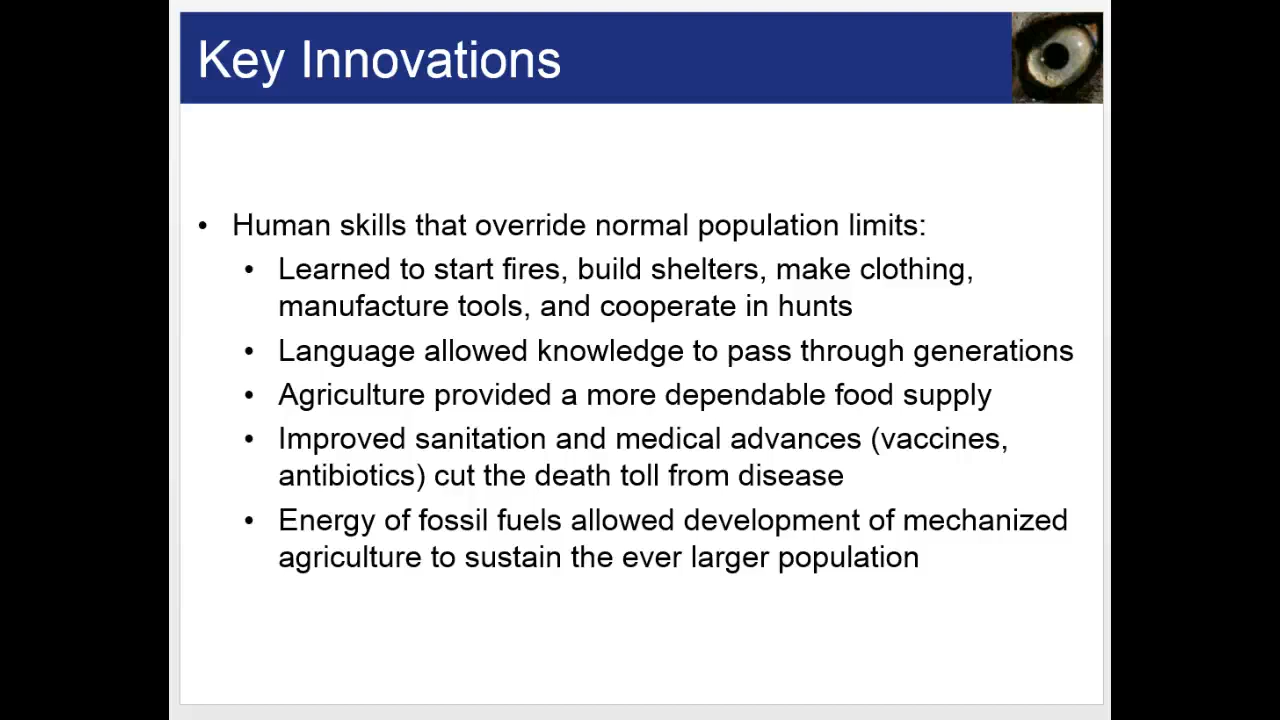 Key Innovations
• Human skills that override normal population limits:
• Learned to start fires, build shelters, make clothing,
manufacture tools, and cooperate in hunts
• Language allowed knowledge to pass through generations
• Agriculture provided a more dependable food supply
• Improved sanitation and medical advances (vaccines,
antibiotics) cut the death toll from disease
• Energy of fossil fuels allowed development of mechanized
agriculture to sustain the ever larger population